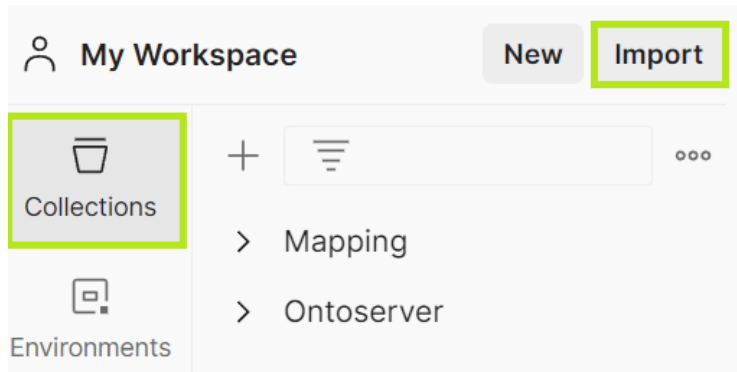 My Workspace New Import
Collections
Mapping
Ontoserver
Environments